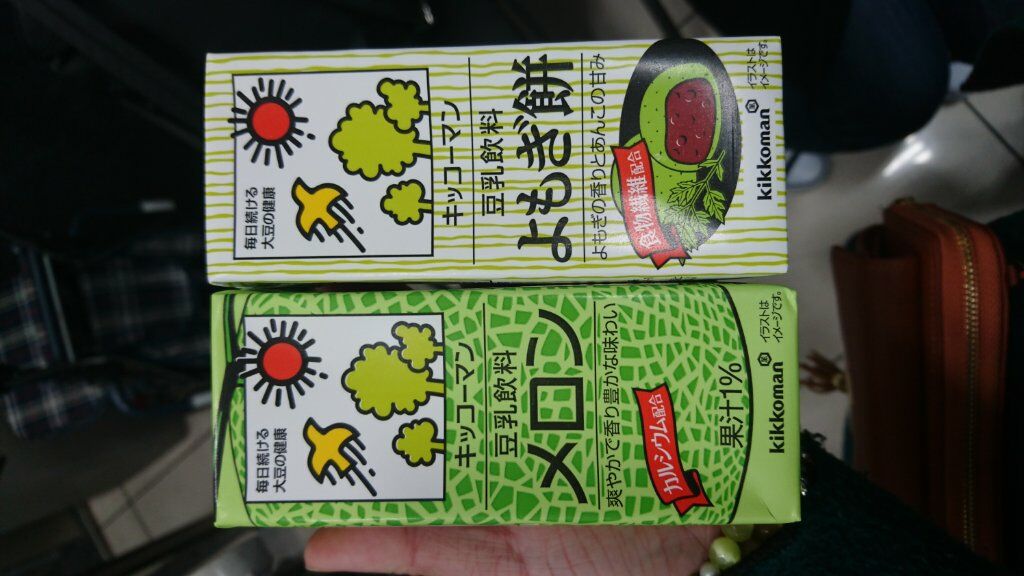 毎日続ける
大豆の健康
キッコーマン
豆乳飲料
よもぎ餅
よもぎの香りとあんこの甘み
食物繊維配合
kikkoman
イラストは
イメージです。
毎日続ける
大豆の健康
キッコーマン
豆乳飲料
メロン
爽やかで香り豊かな味わい
カルシウム配合
果汁1%
kikkoman
イラストは
イメージです。